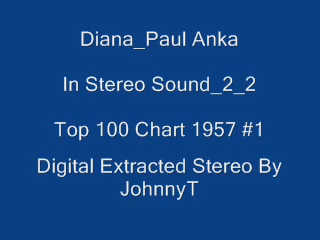 Diana_Paul Anka
In Stereo Sound_2_2
Top 100 Chart 1957 #1
Digital Extracted Stereo By
JohnnyT